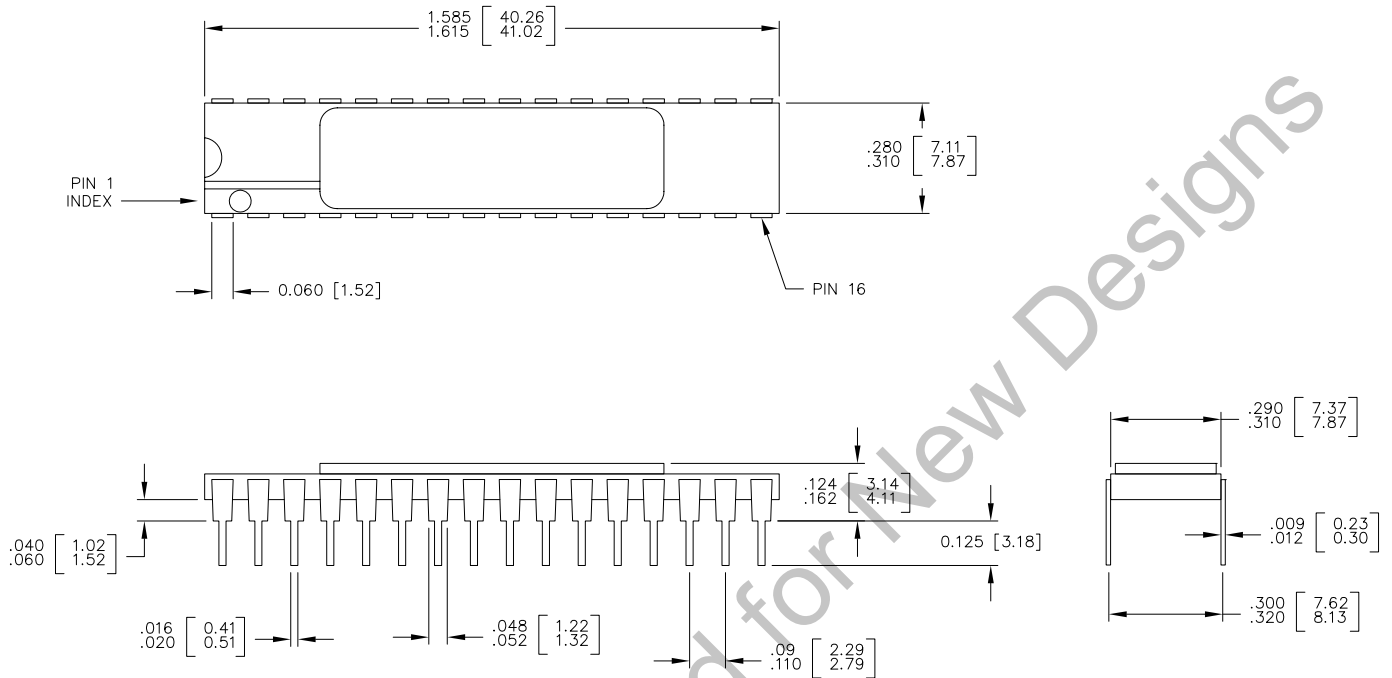 1.585 [ 40.26 ]
1.615 [ 41.02 ]
.280 [ 7.11 ]
.310 [ 7.87 ]
PIN 1
INDEX
0.060 [1.52]
PIN 16
.290 [ 7.37 ]
.310 [ 7.87 ]
.124 [ 3.14 ]
.162 [ 4.11 ]
.040 [ 1.02 ]
.060 [ 1.52 ]
0.125 [3.18]
.009 [ 0.23 ]
.012 [ 0.30 ]
.016 [ 0.41 ]
.020 [ 0.51 ]
.048 [ 1.22 ]
.052 [ 1.32 ]
.09 [ 2.29 ]
.110 [ 2.79 ]
.300 [ 7.62 ]
.320 [ 8.13 ]
d for New Designs